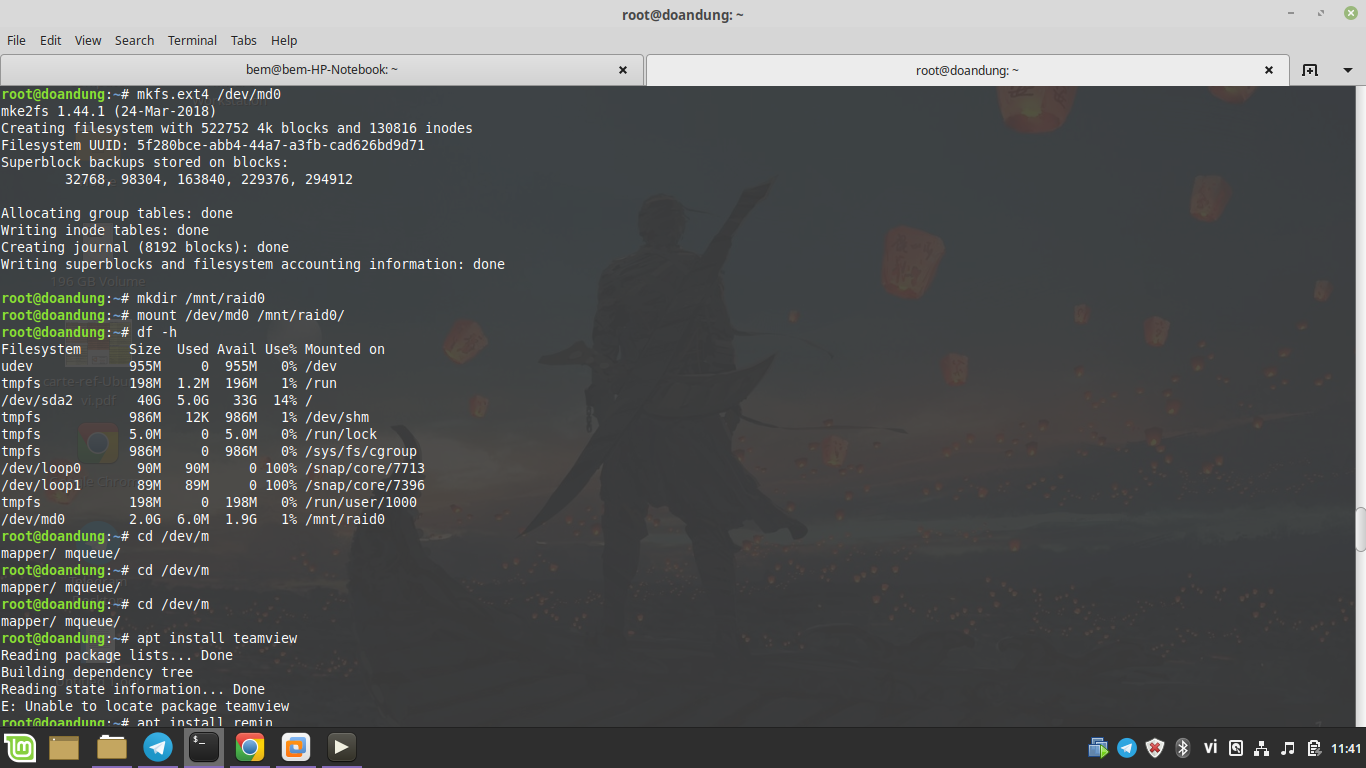 root@doandung: ~
File Edit View Search Terminal Tabs Help
bem@bem-HP-Notebook: ~
root@doandung: ~
root@doandung:~# mkfs.ext4 /dev/md0
mke2fs 1.44.1 (24-Mar-2018)
Creating filesystem with 522752 4k blocks and 130816 inodes
Filesystem UUID: 5f280bce-abb4-44a7-a3fb-cad626bd9d71
Superblock backups stored on blocks:
        32768, 98304, 163840, 229376, 294912
Allocating group tables: done
Writing inode tables: done
Creating journal (8192 blocks): done
Writing superblocks and filesystem accounting information: done
196 GB Volume
root@doandung:~# mkdir /mnt/raid0
root@doandung:~# mount /dev/md0 /mnt/raid0/
root@doandung:~# df -h
Filesystem      Size  Used Avail Use% Mounted on
udev            955M     0  955M   0% /dev
tmpfs           198M  1.2M  196M   1% /run
carte-ref-Ubu
/dev/sda2        40G  5.0G   33G  14% /
vi.pdf
tmpfs           986M   12K  986M   1% /dev/shm
tmpfs           5.0M     0  5.0M   0% /run/lock
tmpfs           986M     0  986M   0% /sys/fs/cgroup
/dev/loop0       90M   90M     0 100% /snap/core/7713
/dev/loop1       89M   89M     0 100% /snap/core/7396
tmpfs           198M     0  198M   0% /run/user/1000
/dev/md0        2.0G  6.0M  1.9G   1% /mnt/raid0
root@doandung:~# cd /dev/m
mapper/ mqueue/
root@doandung:~# cd /dev/m
mapper/ mqueue/
root@doandung:~# cd /dev/m
mapper/ mqueue/
root@doandung:~# apt install teamview
Reading package lists... Done
Building dependency tree
Reading state information... Done
E: Unable to locate package teamview
root@doandung:~# apt install remin
vi 11:41